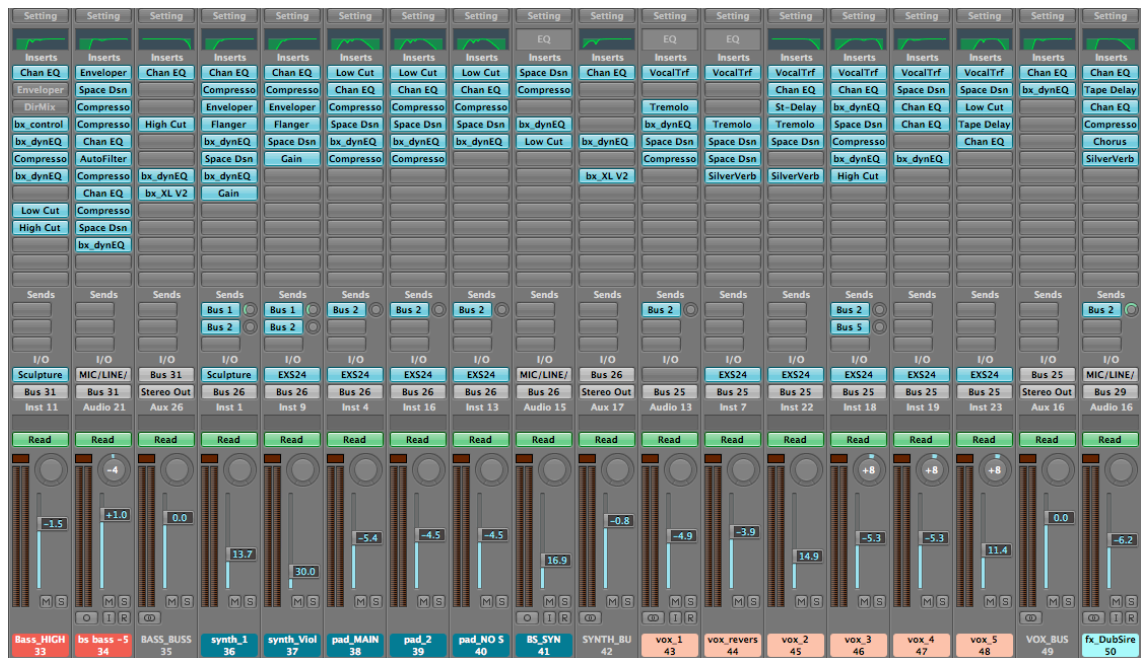 Setting Setting Setting Setting Setting Setting Setting Setting Setting Setting Setting Setting Setting Setting Setting Setting Setting Setting
EQ EQ EQ
Inserts Inserts Inserts Inserts Inserts Inserts Inserts Inserts Inserts Inserts Inserts Inserts Inserts Inserts Inserts Inserts Inserts Inserts
Chan EQ Enveloper Chan EQ Chan EQ Chan EQ Low Cut Low Cut Low Cut Space Dsn Chan EQ VocalTrf VocalTrf VocalTrf VocalTrf VocalTrf VocalTrf Chan EQ Chan EQ
Enveloper Space Dsn Compresso Compresso Chan EQ Chan EQ Chan EQ Compresso Chan EQ Chan EQ Space Dsn Space Dsn bx_dynEQ Tape Delay
DirMix Compresso Enveloper Enveloper Compresso Compresso Compresso Tremolo St-Delay bx_dynEQ Chan EQ Low Cut Chan EQ
bx_control Compresso High Cut Flanger Flanger Space Dsn Space Dsn Space Dsn bx_dynEQ bx_dynEQ Tremolo Tremolo Space Dsn Chan EQ Tape Delay Compresso
bx_dynEQ Chan EQ bx_dynEQ Space Dsn bx_dynEQ bx_dynEQ bx_dynEQ Low Cut bx_dynEQ Space Dsn Space Dsn Space Dsn Compresso Chan EQ Chorus
Compresso AutoFilter Space Dsn Gain Compresso Compresso Compresso Space Dsn bx_dynEQ bx_dynEQ SilverVerb
bx_dynEQ Compresso bx_dynEQ bx_dynEQ bx_XL V2 SilverVerb SilverVerb High Cut
Chan EQ bx_XL V2 Gain
Low Cut Compresso
High Cut Space Dsn
bx_dynEQ
Sends Sends Sends Sends Sends Sends Sends Sends Sends Sends Sends Sends Sends Sends Sends Sends Sends Sends
Bus 1 Bus 1 Bus 2 Bus 2 Bus 2 Bus 2 Bus 2 Bus 2
Bus 2 Bus 2 Bus 5
I/O I/O I/O I/O I/O I/O I/O I/O I/O I/O I/O I/O I/O I/O I/O I/O I/O I/O
Sculpture MIC/LINE/ Bus 31 Sculpture EXS24 EXS24 EXS24 EXS24 MIC/LINE/ Bus 26 EXS24 EXS24 EXS24 EXS24 EXS24 Bus 25 MIC/LINE/
Bus 31 Bus 31 Stereo Out Bus 26 Bus 26 Bus 26 Bus 26 Bus 26 Bus 26 Stereo Out Bus 25 Bus 25 Bus 25 Bus 25 Bus 25 Bus 25 Stereo Out Bus 29
Inst 11 Audio 21 Aux 26 Inst 1 Inst 9 Inst 4 Inst 16 Inst 13 Audio 15 Aux 17 Audio 13 Inst 7 Inst 22 Inst 18 Inst 19 Inst 23 Aux 16 Audio 16
Read Read Read Read Read Read Read Read Read Read Read Read Read Read Read Read Read Read
-4 +8 +8 +8
-1.5 +1.0 0.0 13.7 30.0 -5.4 -4.5 -4.5 16.9 -0.8 -4.9 -3.9 14.9 -5.3 -5.3 11.4 0.0 -6.2
M S M S M S M S M S M S M S M S M S M S M S M S M S M S M S M S M S M S
I R I R I R I R
Bass_HIGH bs bass -5 BASS_BUSS synth_1 synth_Viol pad_MAIN pad_2 pad_NO S BS_SYN SYNTH_BU vox_1 vox_revers vox_2 vox_3 vox_4 vox_5 VOX_BUS fx_DubSire
33 34 35 36 37 38 39 40 41 42 43 44 45 46 47 48 49 50